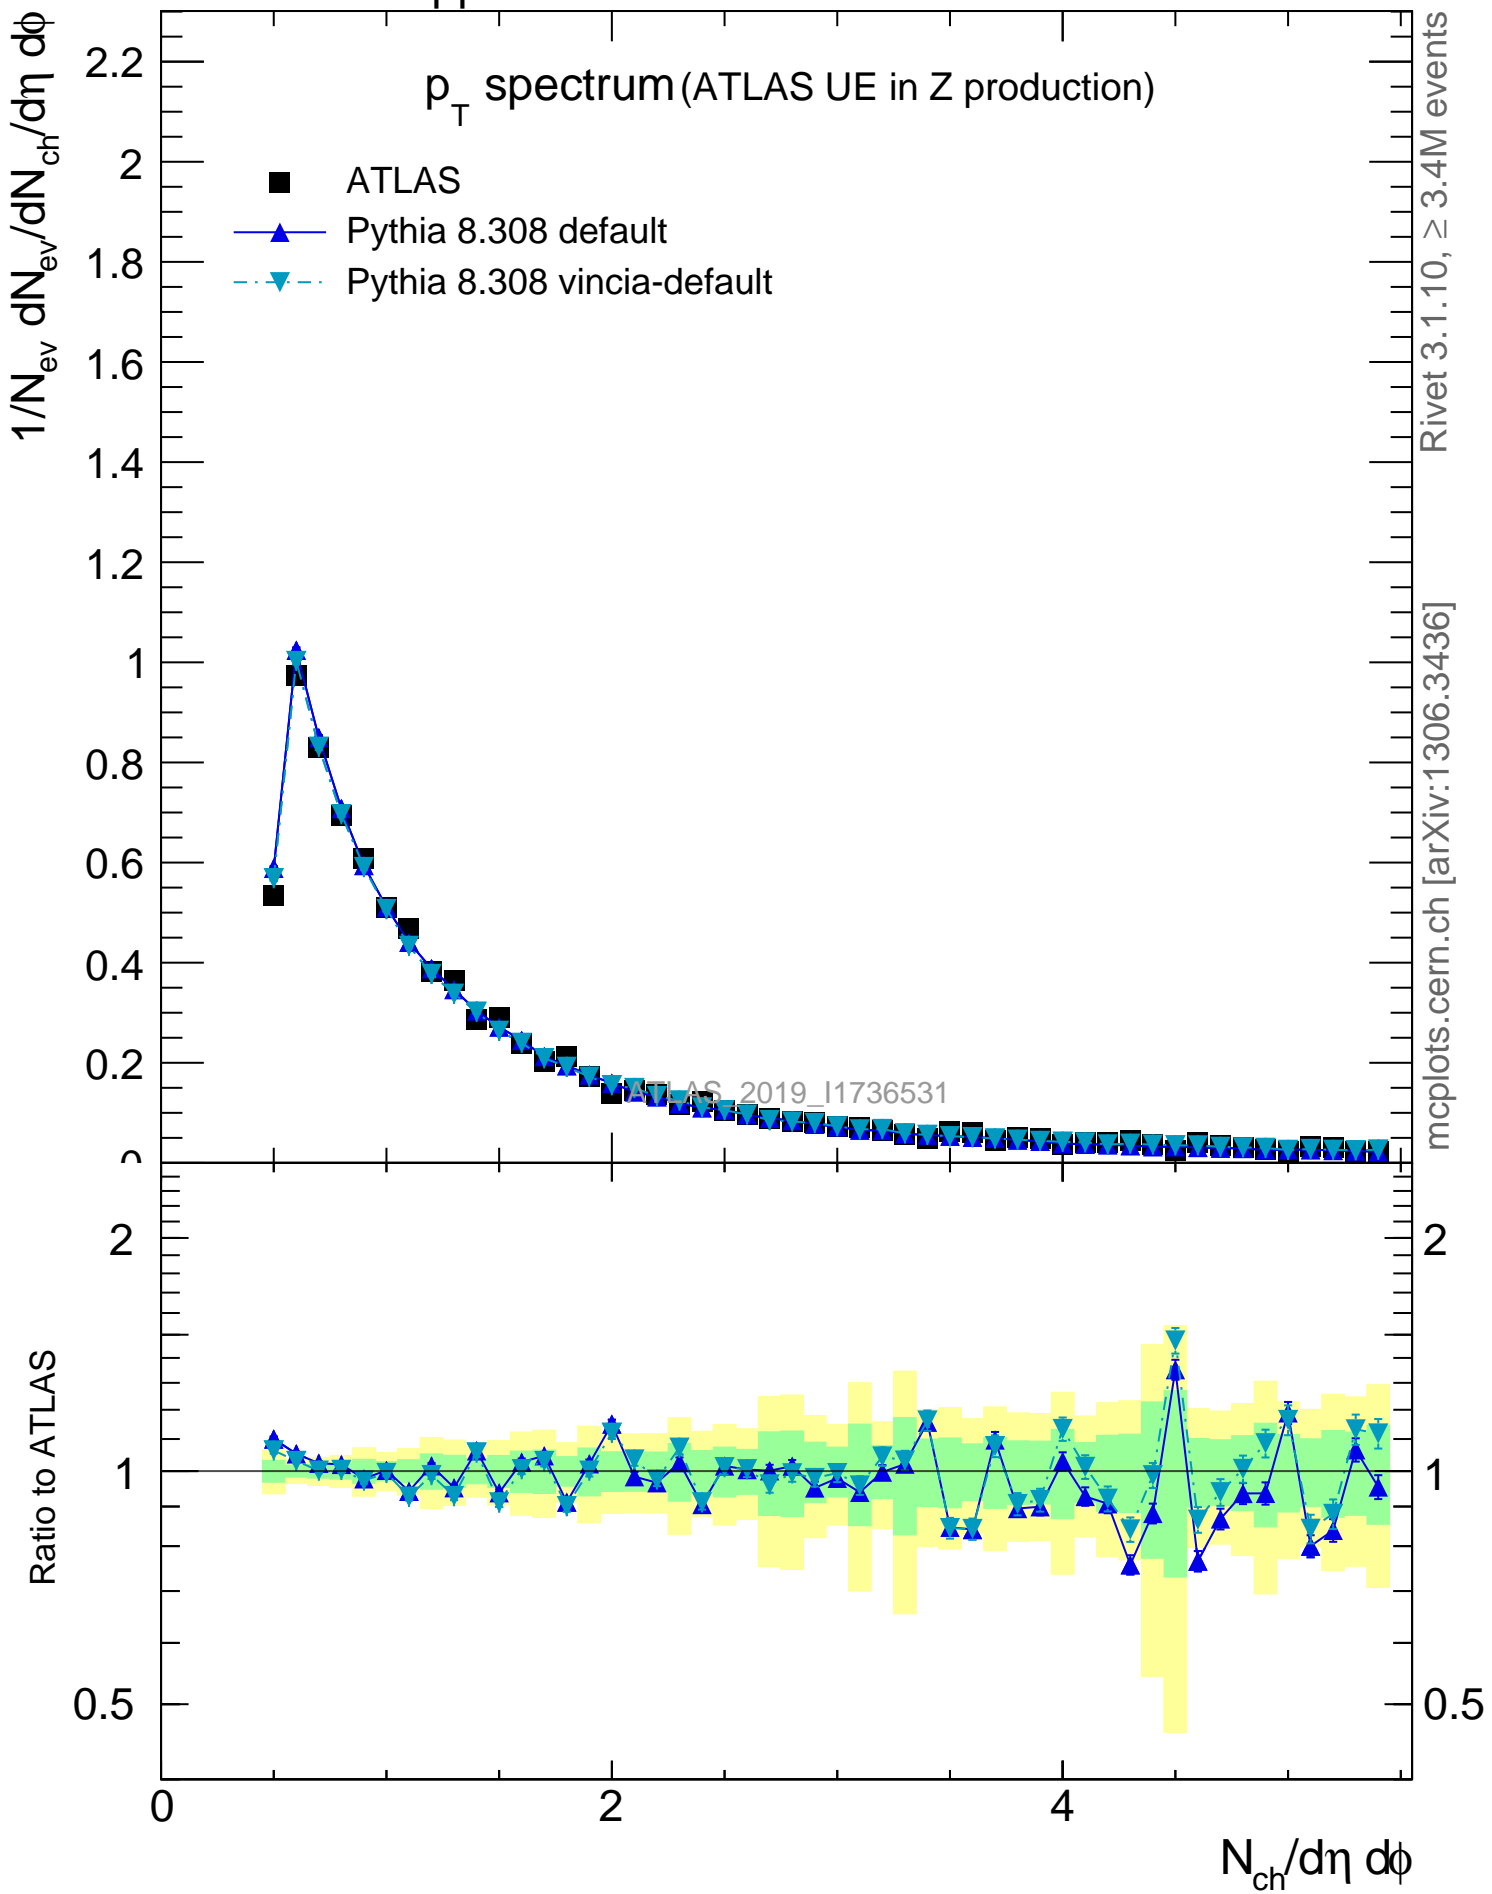 1/N_ev dN_ev/dN_ch/dη dϕ
p_T spectrum (ATLAS UE in Z production)
ATLAS
Pythia 8.308 default
Pythia 8.308 vincia-default
2.2
2
1.8
1.6
1.4
1.2
1
0.8
0.6
0.4
0.2
0
ATLAS_2019_I1736531
Rivet 3.1.10, ≥ 3.4M events
mcplots.cern.ch [arXiv:1306.3436]
Ratio to ATLAS
2
1
0.5
2
1
0.5
0 2 4
N_ch/dη dϕ